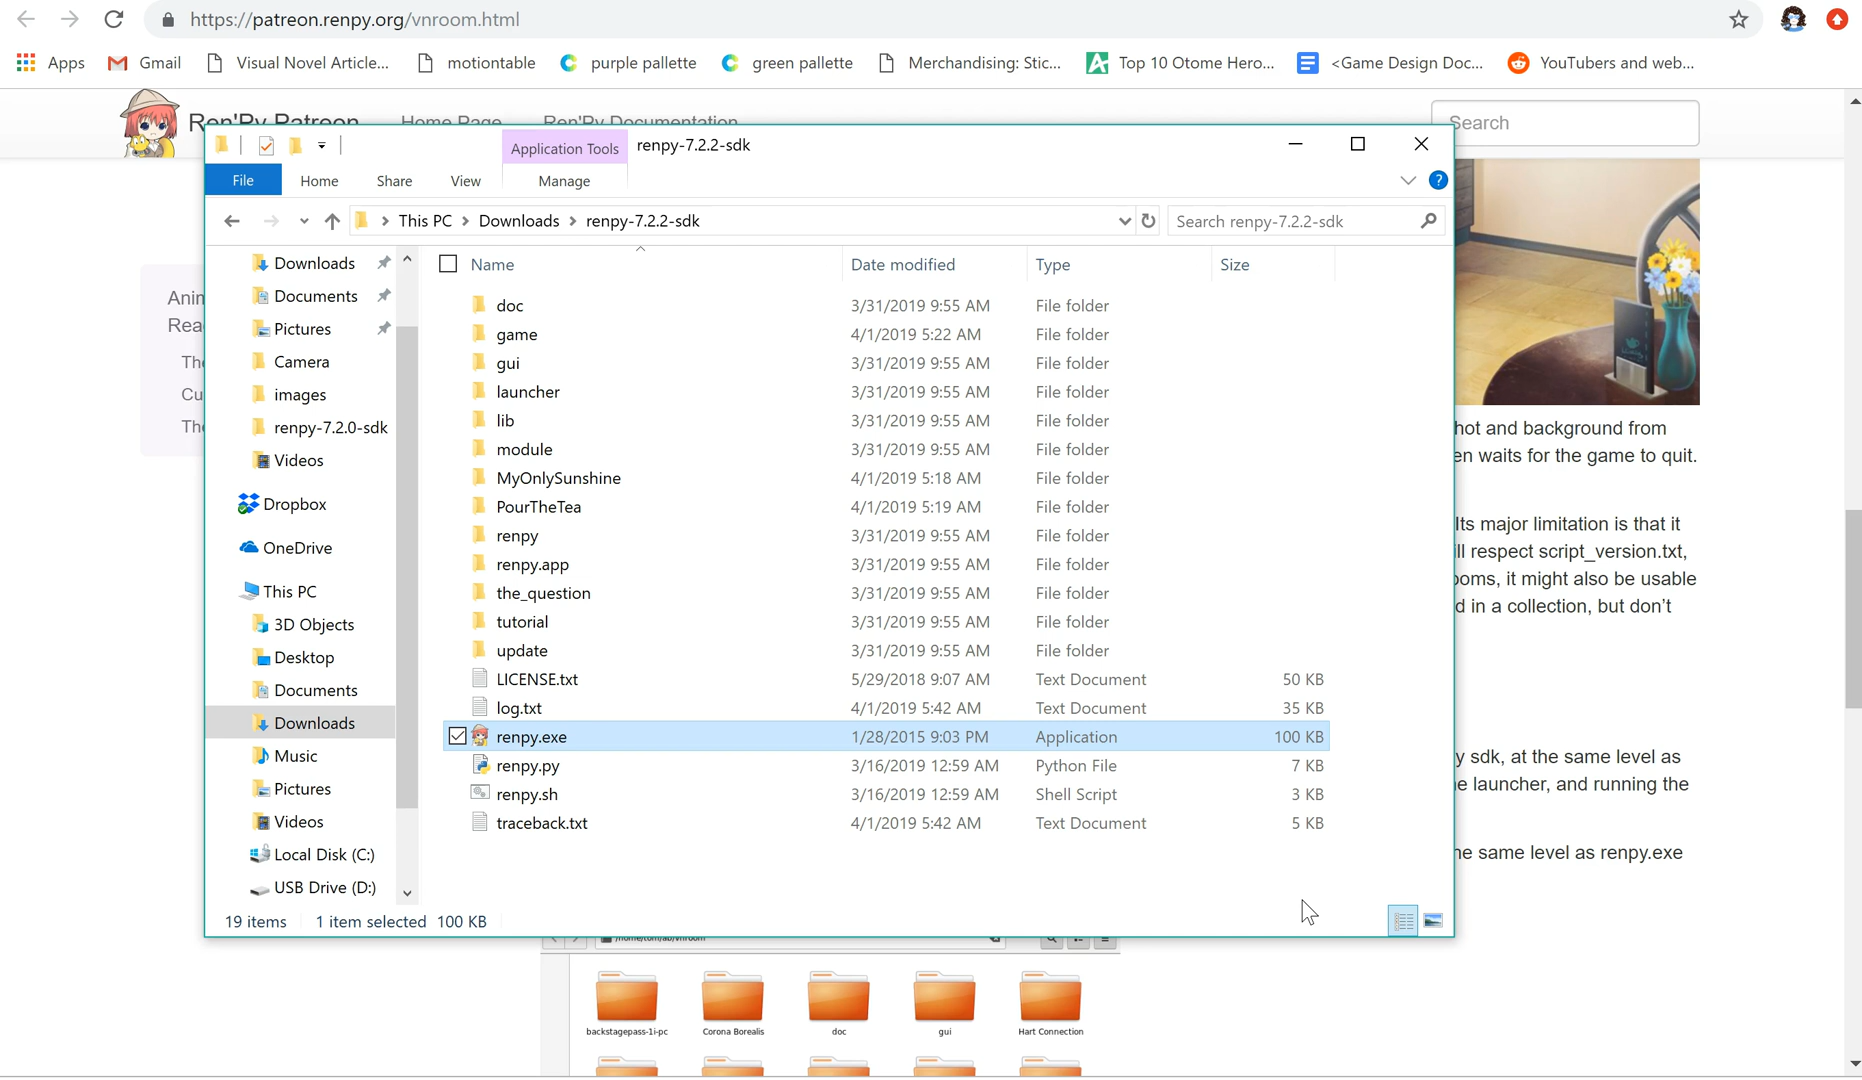 https://patreon.renpy.org/vnroom.html
Apps Gmail Visual Novel Article... motiontable purple pallette green pallette Merchandising: Stic... Top 10 Otome Hero... <Game Design Doc... YouTubers and web...
Ren'Py Patreon Home Page Ren'Py Documentation Search
Application Tools renpy-7.2.2-sdk
File Home Share View Manage
This PC > Downloads > renpy-7.2.2-sdk Search renpy-7.2.2-sdk
Name Date modified Type Size
Downloads
Documents
Pictures
Camera
images
renpy-7.2.0-sdk
Videos
Dropbox
OneDrive
This PC
3D Objects
Desktop
Documents
Downloads
Music
Pictures
Videos
Local Disk (C:)
USB Drive (D:)
doc 3/31/2019 9:55 AM File folder
game 4/1/2019 5:22 AM File folder
gui 3/31/2019 9:55 AM File folder
launcher 3/31/2019 9:55 AM File folder
lib 3/31/2019 9:55 AM File folder
module 3/31/2019 9:55 AM File folder
MyOnlySunshine 4/1/2019 5:18 AM File folder
PourTheTea 4/1/2019 5:19 AM File folder
renpy 3/31/2019 9:55 AM File folder
renpy.app 3/31/2019 9:55 AM File folder
the_question 3/31/2019 9:55 AM File folder
tutorial 3/31/2019 9:55 AM File folder
update 3/31/2019 9:55 AM File folder
LICENSE.txt 5/29/2018 9:07 AM Text Document 50 KB
log.txt 4/1/2019 5:42 AM Text Document 35 KB
renpy.exe 1/28/2015 9:03 PM Application 100 KB
renpy.py 3/16/2019 12:59 AM Python File 7 KB
renpy.sh 3/16/2019 12:59 AM Shell Script 3 KB
traceback.txt 4/1/2019 5:42 AM Text Document 5 KB
19 items 1 item selected 100 KB
Anin
Rea
The
Cu
The
hot and background from
en waits for the game to quit.
Its major limitation is that it
ll respect script_version.txt,
ooms, it might also be usable
d in a collection, but don't
y sdk, at the same level as
e launcher, and running the
he same level as renpy.exe
/home/tom/ab/vnroom
backstagepass-1i-pc Corona Borealis doc gui Hart Connection